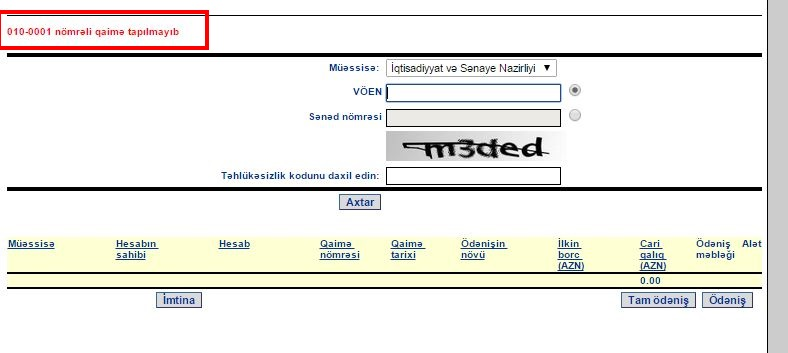 010-0001 nömrəli qaimə tapılmayıb
Müəssisə: İqtisadiyyat və Sənaye Nazirliyi
VÖEN
Sənəd nömrəsi
m3ded
Təhlükəsizlik kodunu daxil edin:
Axtar
Müəssisə Hesabın sahibi Hesab Qaimə nömrəsi Qaimə tarixi Ödənişin növü İlkin borc (AZN) Cari qalıq (AZN) Ödəniş məbləği Alət
0.00
İmtina Tam ödəniş Ödəniş